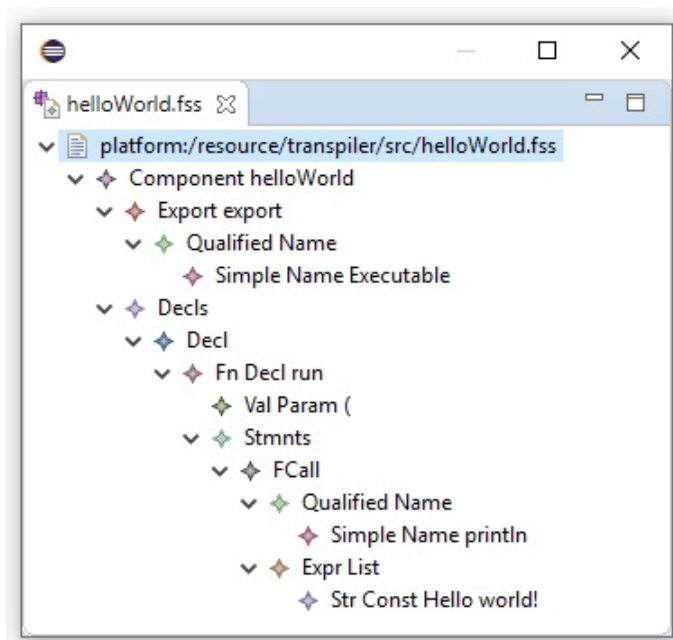 helloWorld.fss
platform:/resource/transpiler/src/helloWorld.fss
Component helloWorld
Export export
Qualified Name
Simple Name Executable
Decls
Decl
Fn Decl run
Val Param (
Stmnts
FCall
Qualified Name
Simple Name println
Expr List
Str Const Hello world!